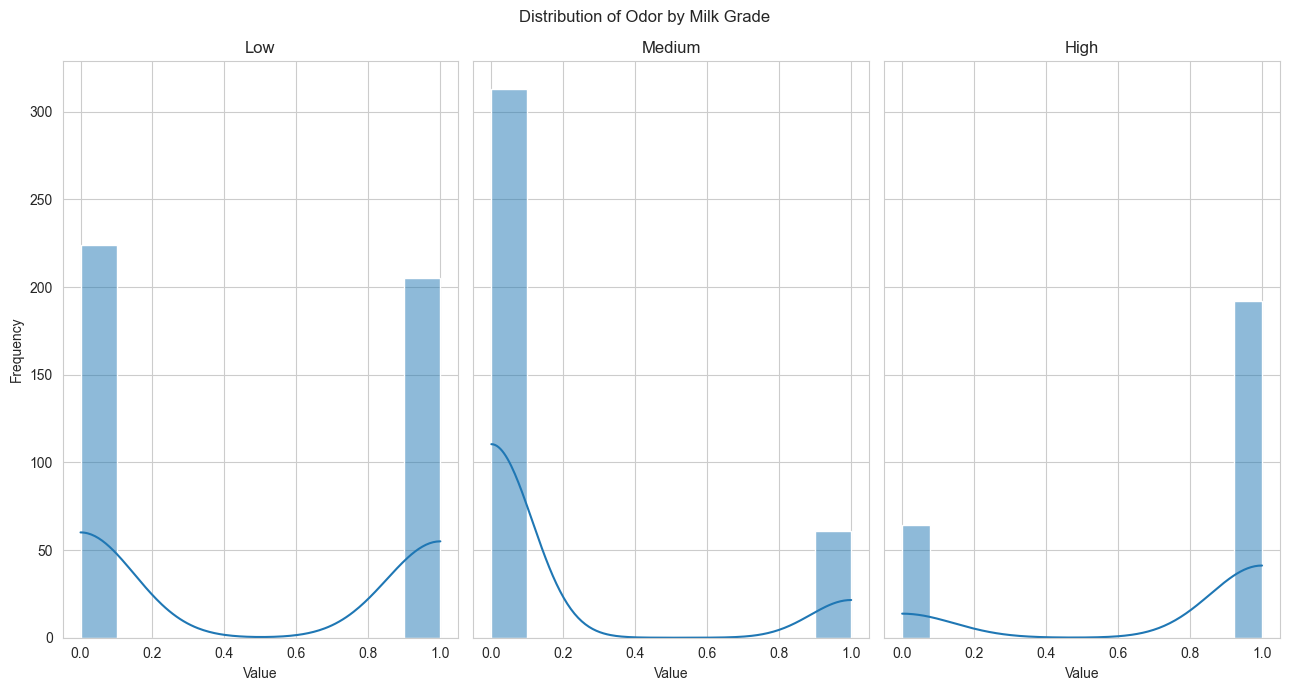 Distribution of Odor by Milk Grade
Low Medium High
300
250
200
150
100
50
0
Frequency
0.0 0.2 0.4 0.6 0.8 1.0 0.0 0.2 0.4 0.6 0.8 1.0 0.0 0.2 0.4 0.6 0.8 1.0
Value Value Value